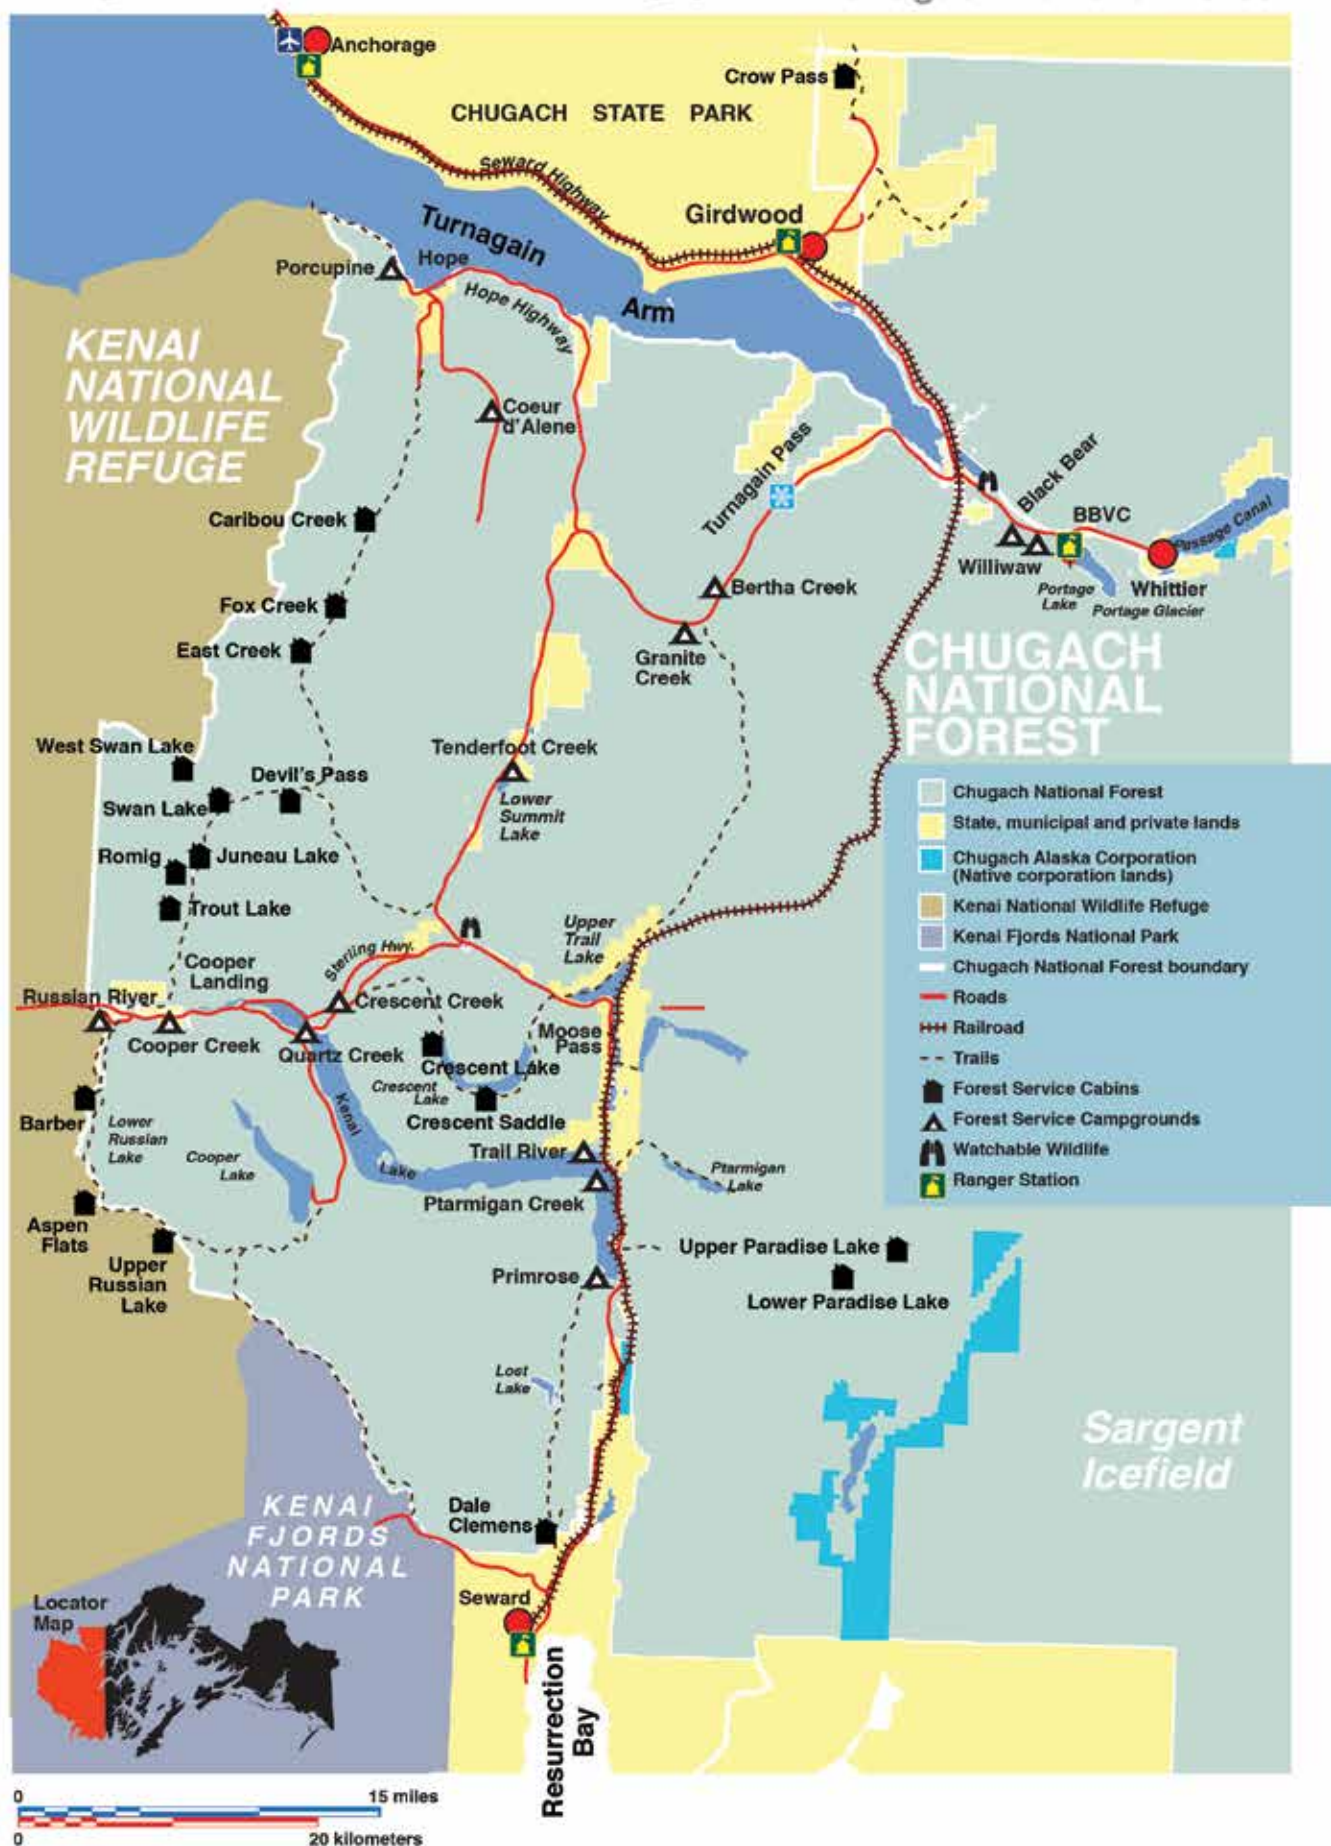 Anchorage
Crow Pass
CHUGACH STATE PARK
Seward Highway
Turnagain
Arm
Girdwood
Porcupine
Hope
Hope Highway
KENAI
NATIONAL
WILDLIFE
REFUGE
Coeur
d'Alene
Turnagain Pass
Black Bear
BBVC
Passage Canal
Williwaw
Portage
Lake
Whittier
Portage Glacier
Caribou Creek
Bertha Creek
Fox Creek
East Creek
Granite
Creek
CHUGACH
NATIONAL
FOREST
West Swan Lake
Tenderfoot Creek
Devil's Pass
Swan Lake
Lower
Summit
Lake
Romig
Juneau Lake
Trout Lake
Chugach National Forest
State, municipal and private lands
Chugach Alaska Corporation
(Native corporation lands)
Kenai National Wildlife Refuge
Kenai Fjords National Park
Chugach National Forest boundary
Roads
Railroad
Trails
Forest Service Cabins
Forest Service Campgrounds
Watchable Wildlife
Ranger Station
Upper
Trail
Lake
Sterling Hwy.
Cooper
Landing
Russian River
Crescent Creek
Cooper Creek
Quartz Creek
Moose
Pass
Crescent Lake
Crescent
Lake
Crescent Saddle
Barber
Lower
Russian
Lake
Cooper
Lake
Kenai
Lake
Trail River
Ptarmigan
Lake
Ptarmigan Creek
Aspen
Flats
Upper
Russian
Lake
Upper Paradise Lake
Lower Paradise Lake
Primrose
Lost
Lake
Sargent
Icefield
KENAI
FJORDS
NATIONAL
PARK
Dale
Clemens
Locator
Map
Seward
Resurrection
Bay
0 15 miles
0 20 kilometers